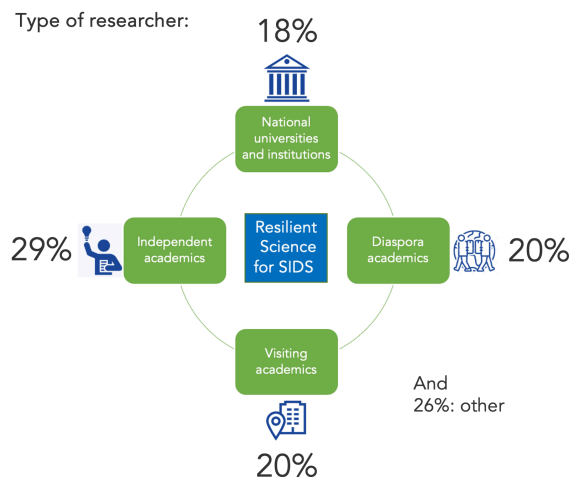 Type of researcher:
18%
National
universities
and institutions
29%
Independent
academics
Resilient
Science
for SIDS
Diaspora
academics
20%
Visiting
academics
And
26%: other
20%